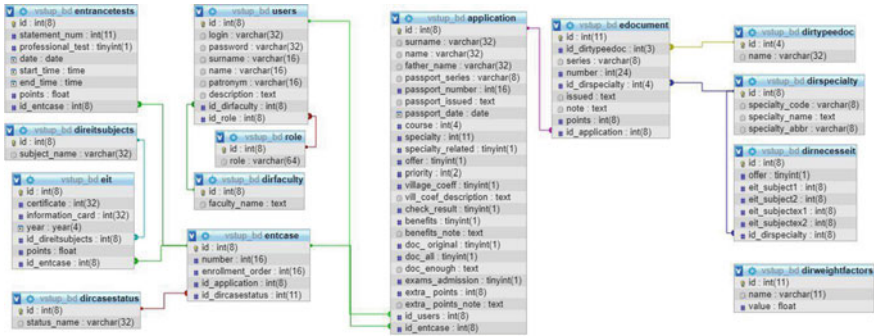 vstup_bd entrancetests
id : int(8)
statement_num : int(11)
professional_test : tinyint(1)
date : date
start_time : time
end_time : time
points : float
id_entcase : int(8)
vstup_bd direitsubjects
id : int(8)
subject_name : varchar(32)
vstup_bd eit
id : int(8)
certificate : int(32)
information_card : int(32)
year : year(4)
id_direitsubjects : int(8)
points : float
id_entcase : int(8)
vstup_bd dircasestatus
id : int(8)
status_name : varchar(32)
vstup_bd users
id : int(8)
login : varchar(32)
password : varchar(32)
surname : varchar(16)
name : varchar(16)
patronym : varchar(16)
description : text
id_dirfaculty : int(8)
id_role : int(8)
vstup_bd role
id : int(8)
role : varchar(64)
vstup_bd dirfaculty
id : int(8)
faculty_name : text
vstup_bd entcase
id : int(8)
number : int(16)
enrollment_order : int(16)
id_application : int(8)
id_dircasestatus : int(11)
vstup_bd application
id : int(8)
surname : varchar(32)
name : varchar(32)
father_name : varchar(32)
passport_series : varchar(8)
passport_number : int(16)
passport_issued : text
passport_date : date
course : int(4)
specialty : int(11)
specialty_related : tinyint(1)
offer : tinyint(1)
priority : int(2)
village_coeff : tinyint(1)
vill_coef_description : text
check_result : tinyint(1)
benefits : tinyint(1)
benefits_note : text
doc_ original : tinyint(1)
doc_all : tinyint(1)
doc_enough : text
exams_admission : tinyint(1)
extra_ points : int(8)
extra_ points_note : text
id_users : int(8)
id_entcase : int(8)
vstup_bd edocument
id : int(11)
id_dirtypeedoc : int(3)
series : varchar(8)
number : int(24)
id_dirspecialty : int(4)
issued : text
note : text
points : int(8)
id_application : int(8)
vstup_bd dirtypeedoc
id : int(4)
name : varchar(32)
vstup_bd dirspecialty
id : int(8)
specialty_code : varchar(8)
specialty_name : text
specialty_abbr : varchar(8)
vstup_bd dirnecesseit
id : int(8)
offer : tinyint(1)
eit_subject1 : int(8)
eit_subject2 : int(8)
eit_subjectex1 : int(8)
eit_subjectex2 : int(8)
id_dirspecialty : int(8)
vstup_bd dirweightfactors
id : int(11)
name : varchar(11)
value : float